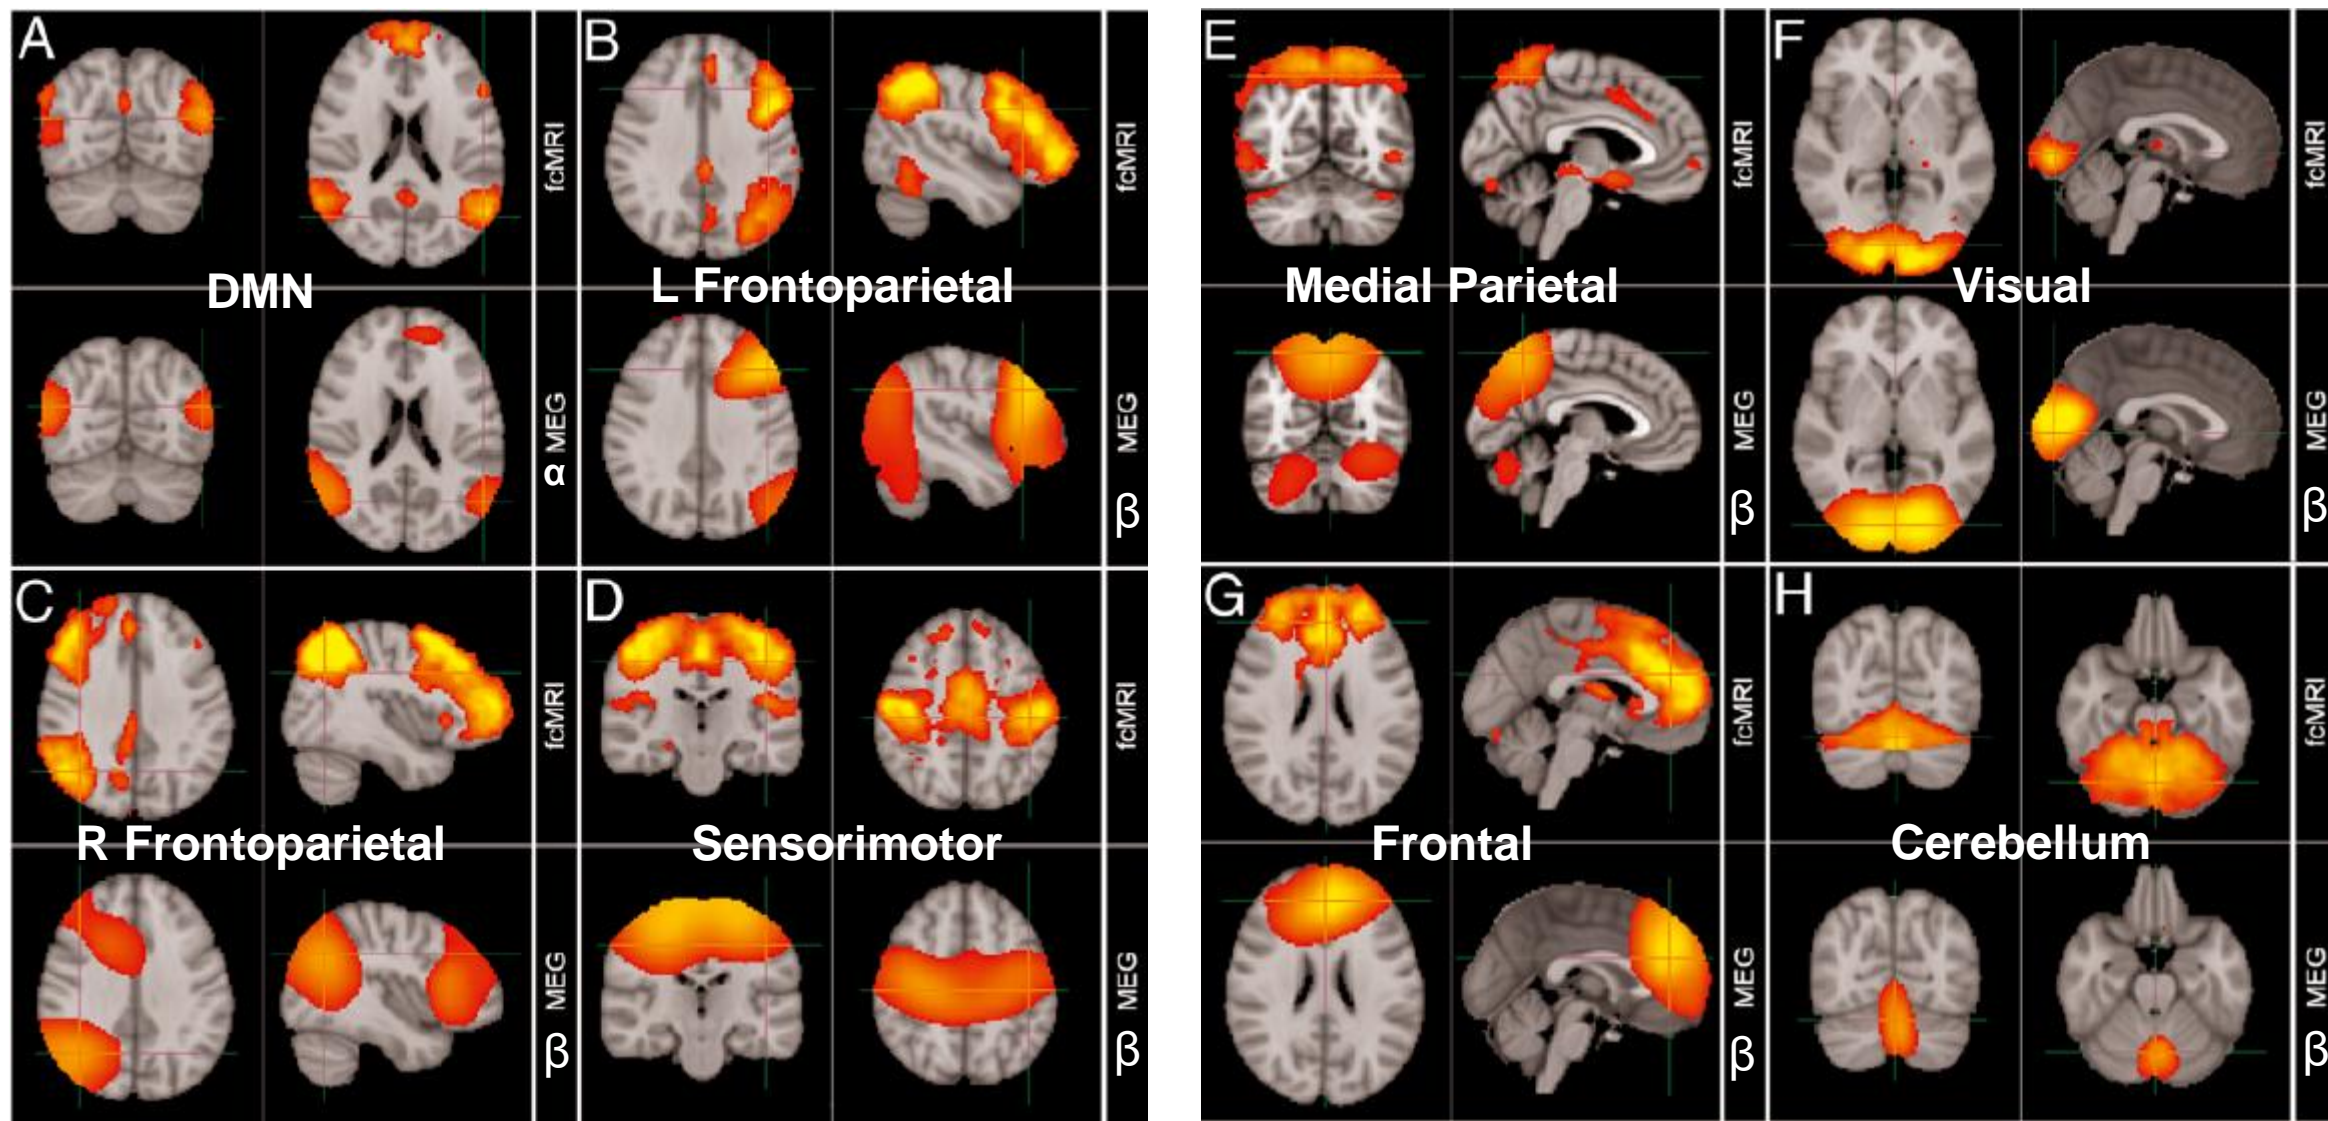 A
fcMRI
DMN
MEG
α
B
fcMRI
L Frontoparietal
MEG
β
C
fcMRI
R Frontoparietal
MEG
β
D
fcMRI
Sensorimotor
MEG
β
E
fcMRI
Medial Parietal
MEG
β
F
fcMRI
Visual
MEG
β
G
fcMRI
Frontal
MEG
β
H
fcMRI
Cerebellum
MEG
β